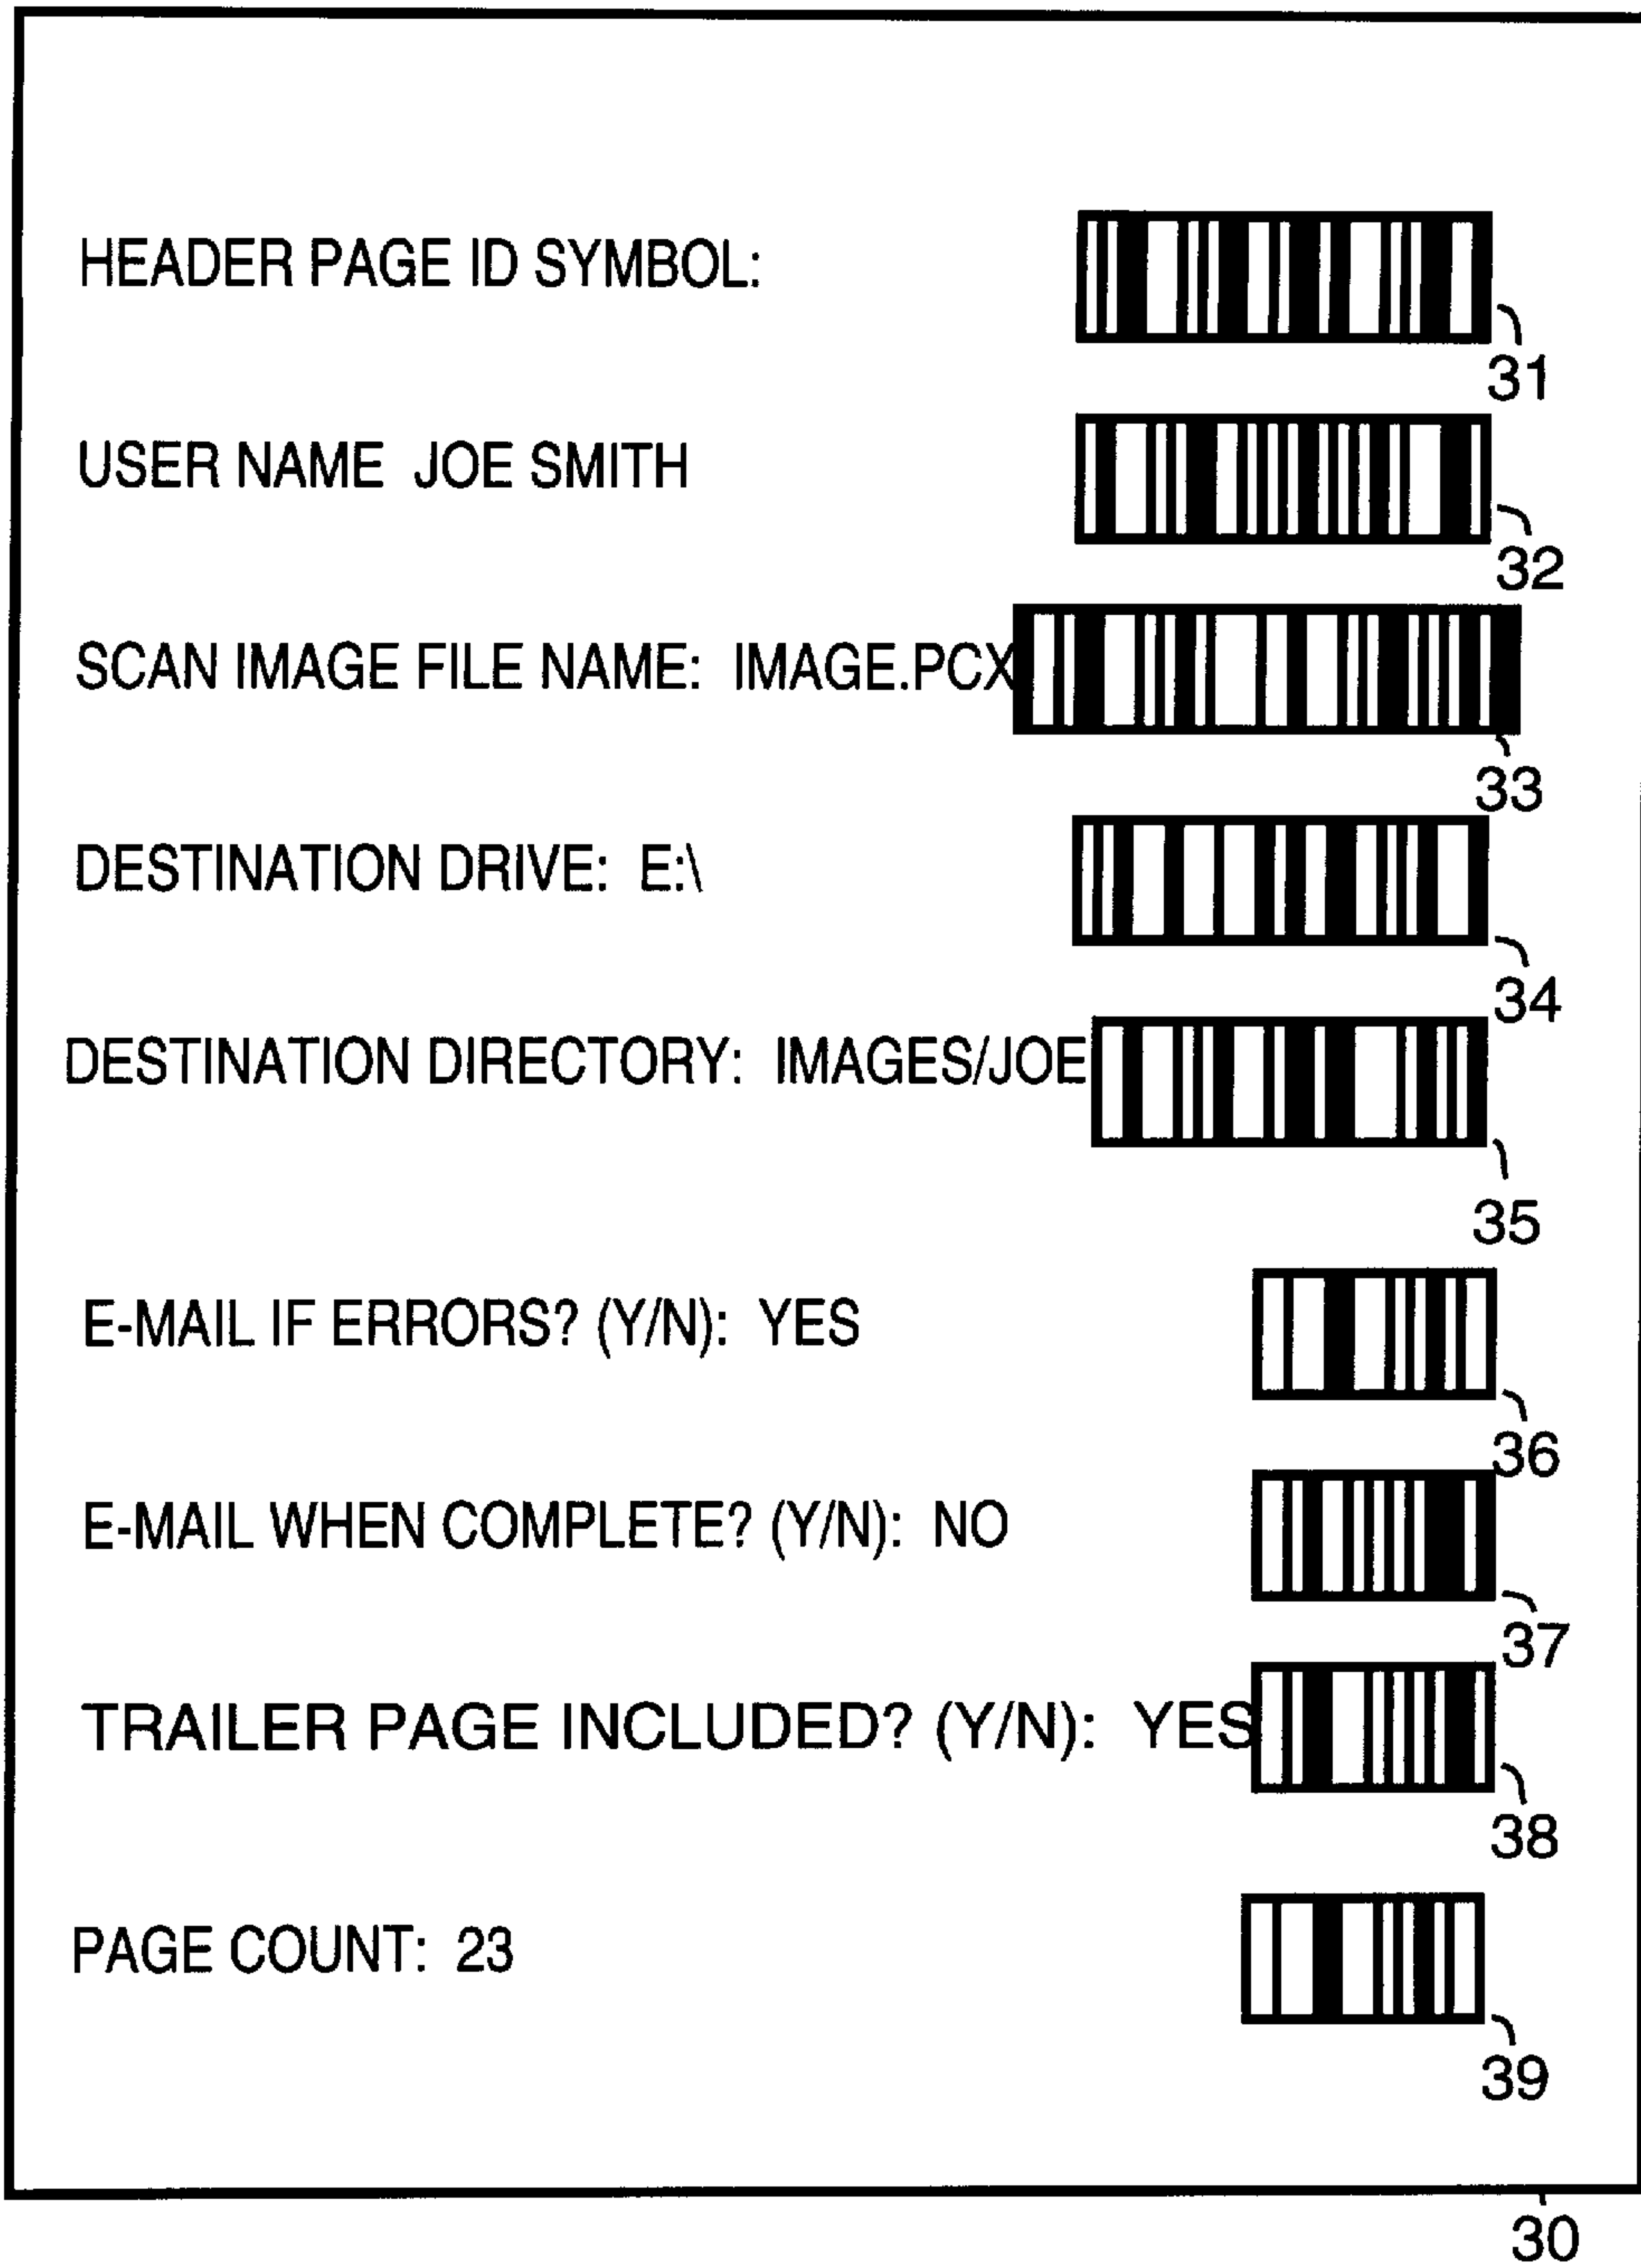 HEADER PAGE ID SYMBOL:
31
USER NAME JOE SMITH
32
SCAN IMAGE FILE NAME: IMAGE.PCX
33
DESTINATION DRIVE: E:\
34
DESTINATION DIRECTORY: IMAGES/JOE
35
E-MAIL IF ERRORS? (Y/N): YES
36
E-MAIL WHEN COMPLETE? (Y/N): NO
37
TRAILER PAGE INCLUDED? (Y/N): YES
38
PAGE COUNT: 23
39
30